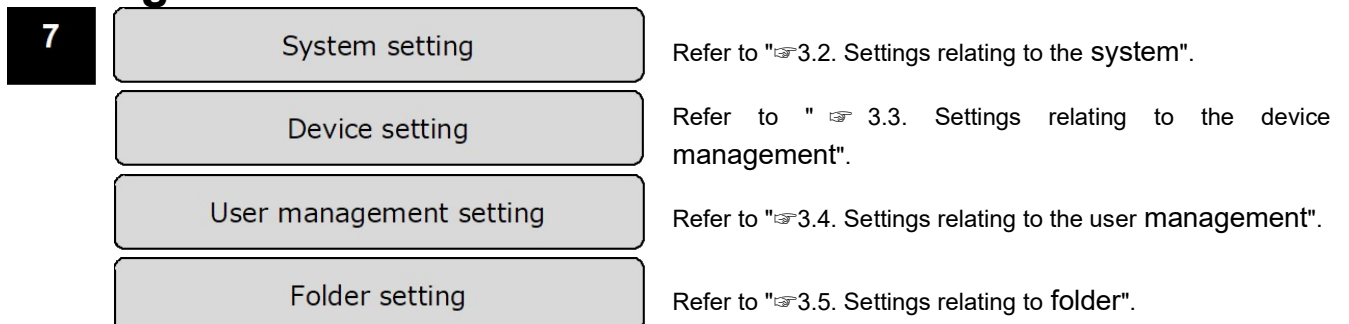 7
System setting
Refer to "☞3.2. Settings relating to the system".
Device setting
Refer to " ☞ 3.3. Settings relating to the device
management".
User management setting
Refer to "☞3.4. Settings relating to the user management".
Folder setting
Refer to "☞3.5. Settings relating to folder".